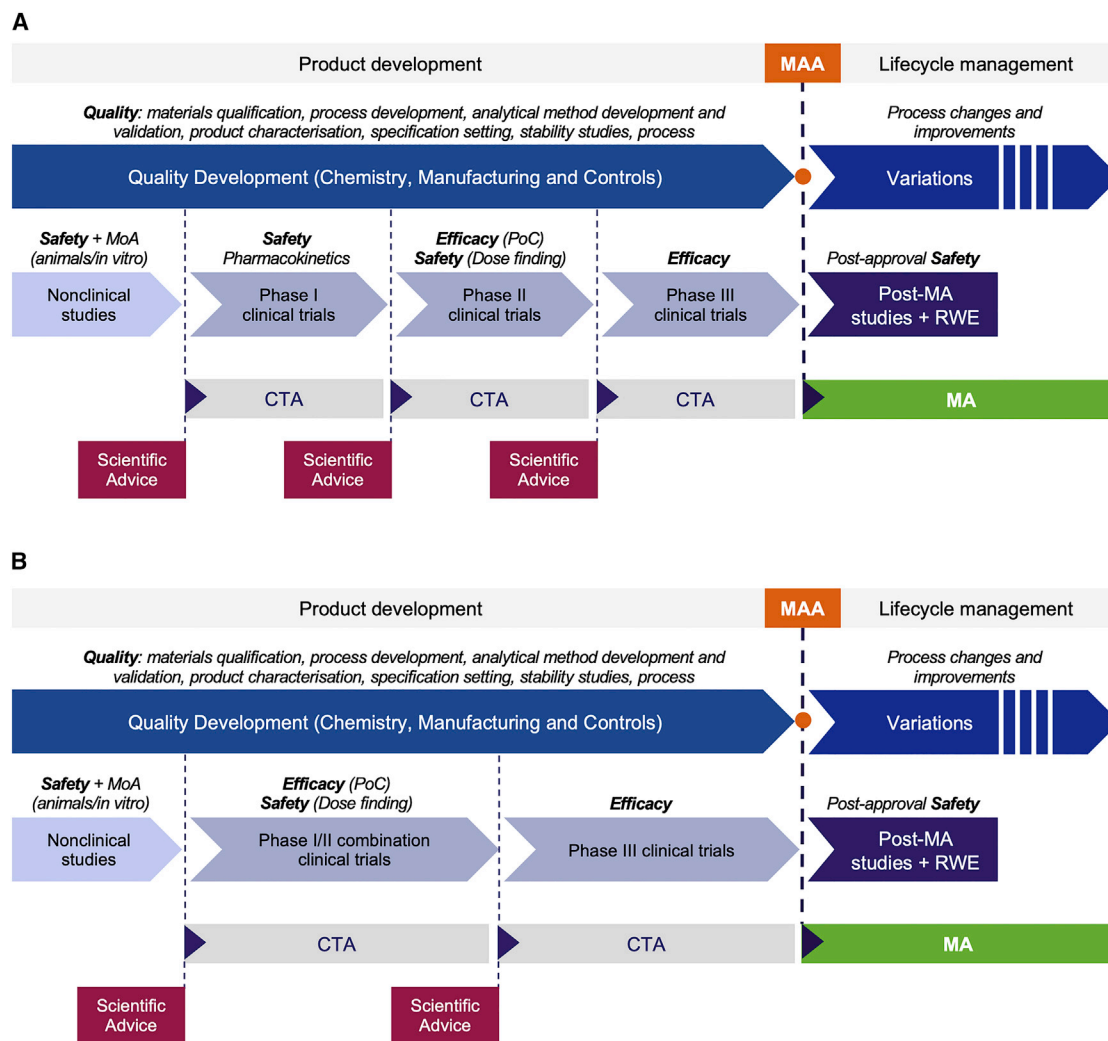 A
Product development
MAA
Lifecycle management
Quality: materials qualification, process development, analytical method development and
validation, product characterisation, specification setting, stability studies, process
Process changes and
improvements
Quality Development (Chemistry, Manufacturing and Controls)
Variations
Safety + MoA
(animals/in vitro)
Safety
Pharmacokinetics
Efficacy (PoC)
Safety (Dose finding)
Efficacy
Post-approval Safety
Nonclinical
studies
Phase I
clinical trials
Phase II
clinical trials
Phase III
clinical trials
Post-MA
studies + RWE
CTA
CTA
CTA
MA
Scientific
Advice
Scientific
Advice
Scientific
Advice
B
Product development
MAA
Lifecycle management
Quality: materials qualification, process development, analytical method development and
validation, product characterisation, specification setting, stability studies, process
Process changes and
improvements
Quality Development (Chemistry, Manufacturing and Controls)
Variations
Safety + MoA
(animals/in vitro)
Efficacy (PoC)
Safety (Dose finding)
Efficacy
Post-approval Safety
Nonclinical
studies
Phase I/II combination
clinical trials
Phase III clinical trials
Post-MA
studies + RWE
CTA
CTA
MA
Scientific
Advice
Scientific
Advice